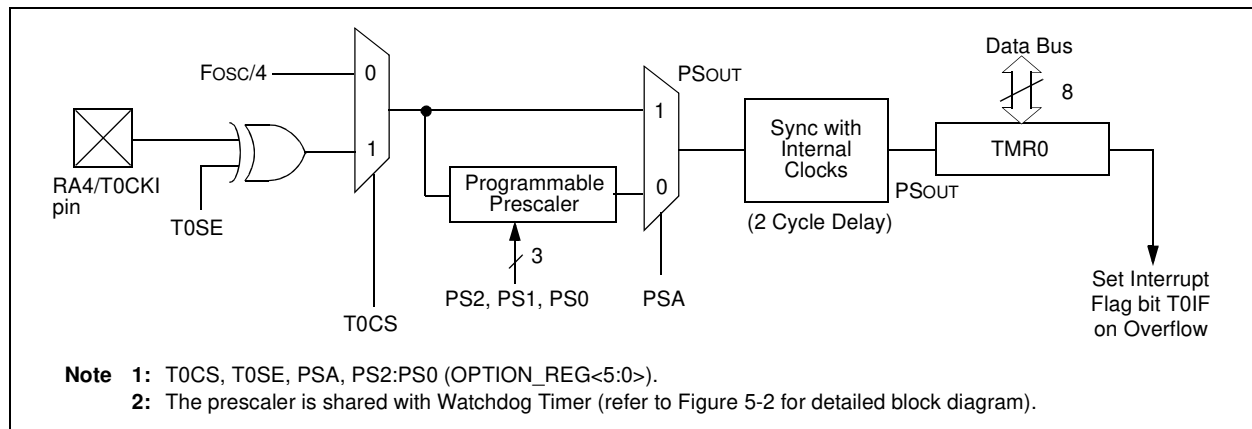 Data Bus
FOSC/4
0
PSOUT
8
1
1
Sync with
Internal
Clocks
TMR0
RA4/T0CKI
pin
Programmable
Prescaler
0
PSOUT
T0SE
(2 Cycle Delay)
3
PS2, PS1, PS0
PSA
T0CS
Set Interrupt
Flag bit T0IF
on Overflow
Note 1: T0CS, T0SE, PSA, PS2:PS0 (OPTION_REG<5:0>).
2: The prescaler is shared with Watchdog Timer (refer to Figure 5-2 for detailed block diagram).